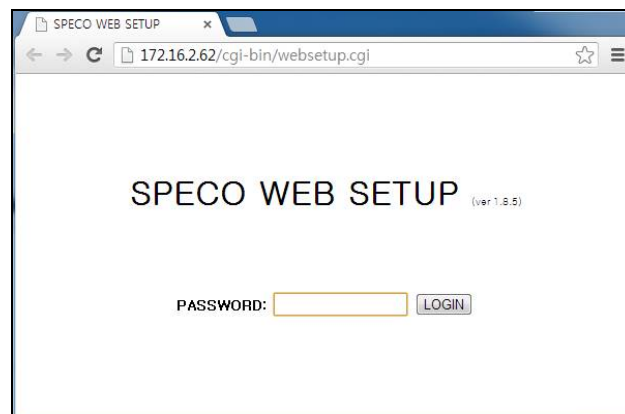 SPECO WEB SETUP
172.16.2.62/cgi-bin/websetup.cgi
SPECO WEB SETUP (ver 1.8.5)
PASSWORD: LOGIN